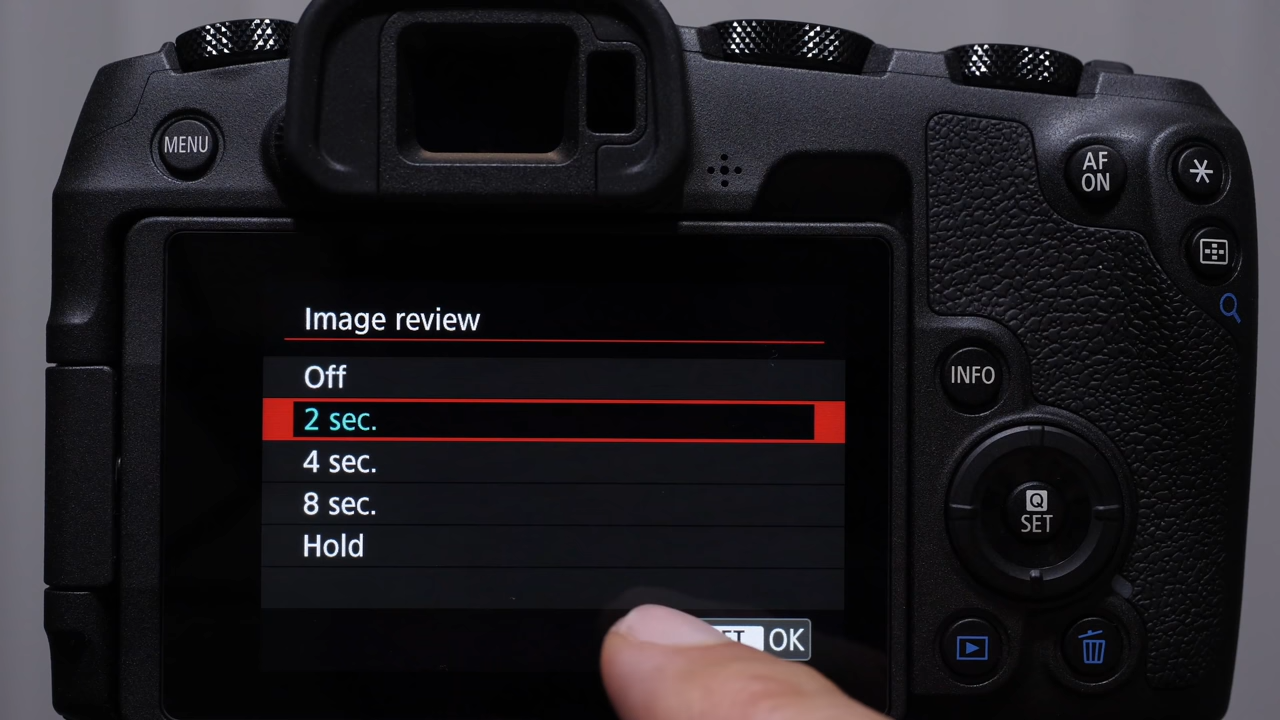 MENU
AF
ON
Image review
Off
2 sec.
4 sec.
8 sec.
Hold
OK
INFO
Q
SET